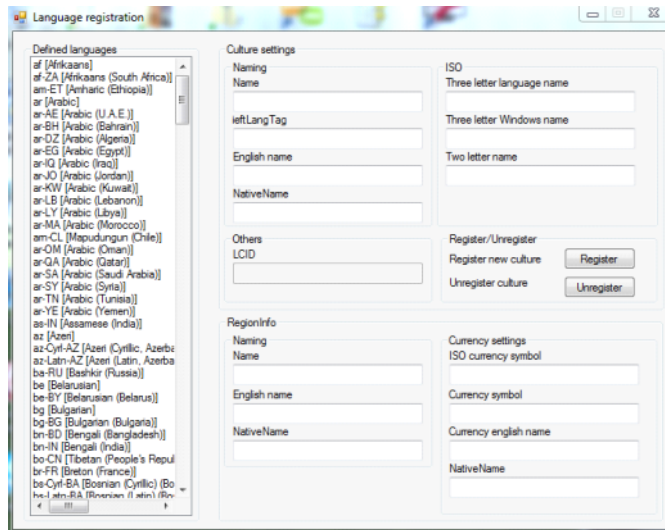 Language registration
Defined languages
af [Afrikaans]
af-ZA [Afrikaans (South Africa)]
am-ET [Amharic (Ethiopia)]
ar [Arabic]
ar-AE [Arabic (U.A.E.)]
ar-BH [Arabic (Bahrain)]
ar-DZ [Arabic (Algeria)]
ar-EG [Arabic (Egypt)]
ar-IQ [Arabic (Iraq)]
ar-JO [Arabic (Jordan)]
ar-KW [Arabic (Kuwait)]
ar-LB [Arabic (Lebanon)]
ar-LY [Arabic (Libya)]
ar-MA [Arabic (Morocco)]
arn-CL [Mapudungun (Chile)]
ar-OM [Arabic (Oman)]
ar-QA [Arabic (Qatar)]
ar-SA [Arabic (Saudi Arabia)]
ar-SY [Arabic (Syria)]
ar-TN [Arabic (Tunisia)]
ar-YE [Arabic (Yemen)]
as-IN [Assamese (India)]
az [Azeri]
az-Cyrl-AZ [Azeri (Cyrillic, Azerba
az-Latn-AZ [Azeri (Latin, Azerba
ba-RU [Bashkir (Russia)]
be [Belarusian]
be-BY [Belarusian (Belarus)]
bg [Bulgarian]
bg-BG [Bulgarian (Bulgaria)]
bn-BD [Bengali (Bangladesh)]
bn-IN [Bengali (India)]
bo-CN [Tibetan (People's Repul
br-FR [Breton (France)]
bs-Cyrl-BA [Bosnian (Cyrillic) (Bo
bs-Latn-BA [Bosnian (Latin) (Bo
Culture settings
Naming
Name
ieftLangTag
English name
NativeName
ISO
Three letter language name
Three letter Windows name
Two letter name
Others
LCID
Register/Unregister
Register new culture
Register
Unregister culture
Unregister
RegionInfo
Naming
Name
English name
NativeName
Currency settings
ISO currency symbol
Currency symbol
Currency english name
NativeName